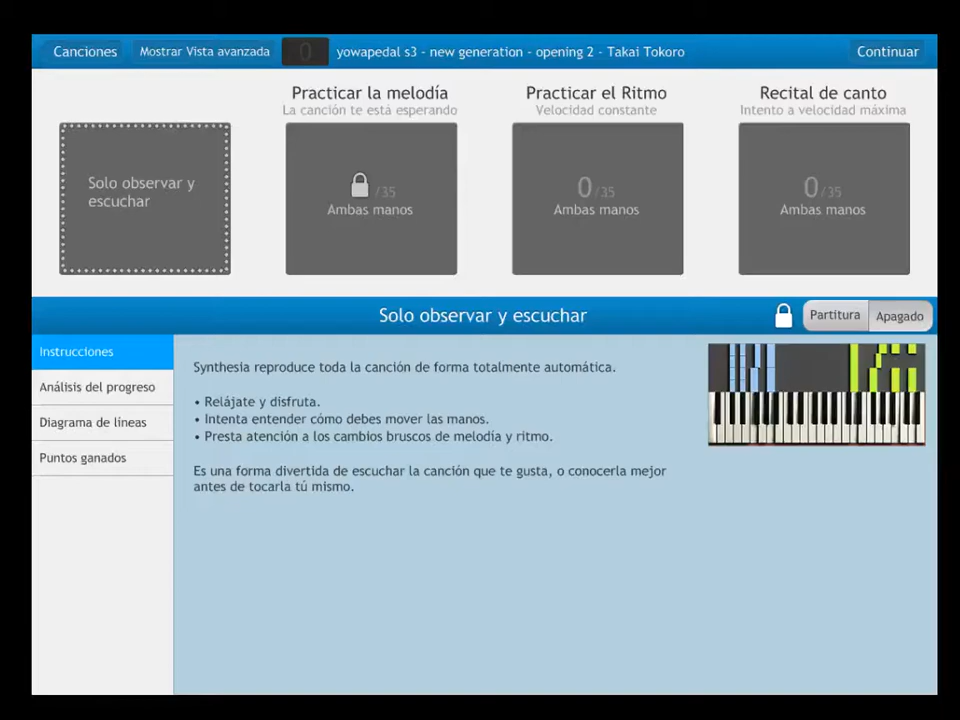 Canciones
Mostrar Vista avanzada
0
yowapedal s3 - new generation - opening 2 - Takai Tokoro
Continuar
Practicar la melodía
La canción te está esperando
Practicar el Ritmo
Velocidad constante
Recital de canto
Intento a velocidad máxima
Solo observar y
escuchar
/35
Ambas manos
0/35
Ambas manos
0/35
Ambas manos
Solo observar y escuchar
Partitura
Apagado
Instrucciones
Análisis del progreso
Diagrama de líneas
Puntos ganados
Synthesia reproduce toda la canción de forma totalmente automática.
• Relájate y disfruta.
• Intenta entender cómo debes mover las manos.
• Presta atención a los cambios bruscos de melodía y ritmo.
Es una forma divertida de escuchar la canción que te gusta, o conocerla mejor
antes de tocarla tú mismo.